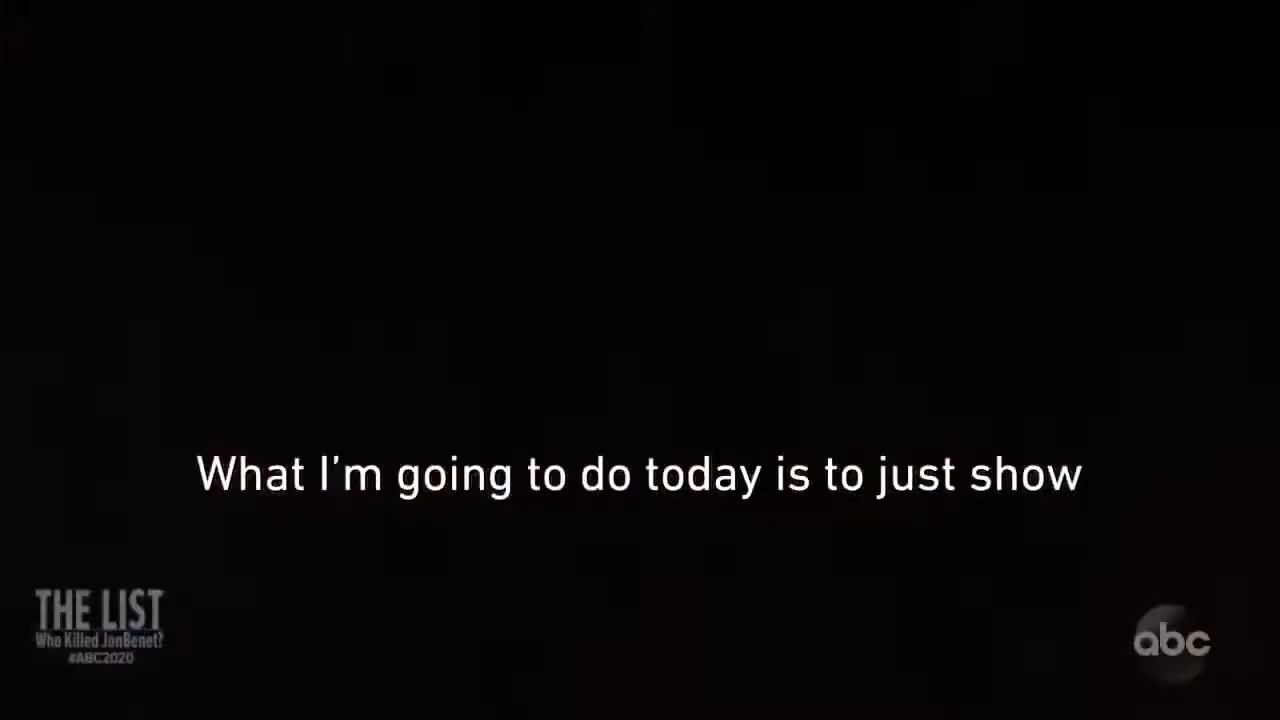 What I'm going to do today is to just show
THE LIST
Who Killed JonBenet?
#ABC2020
abc